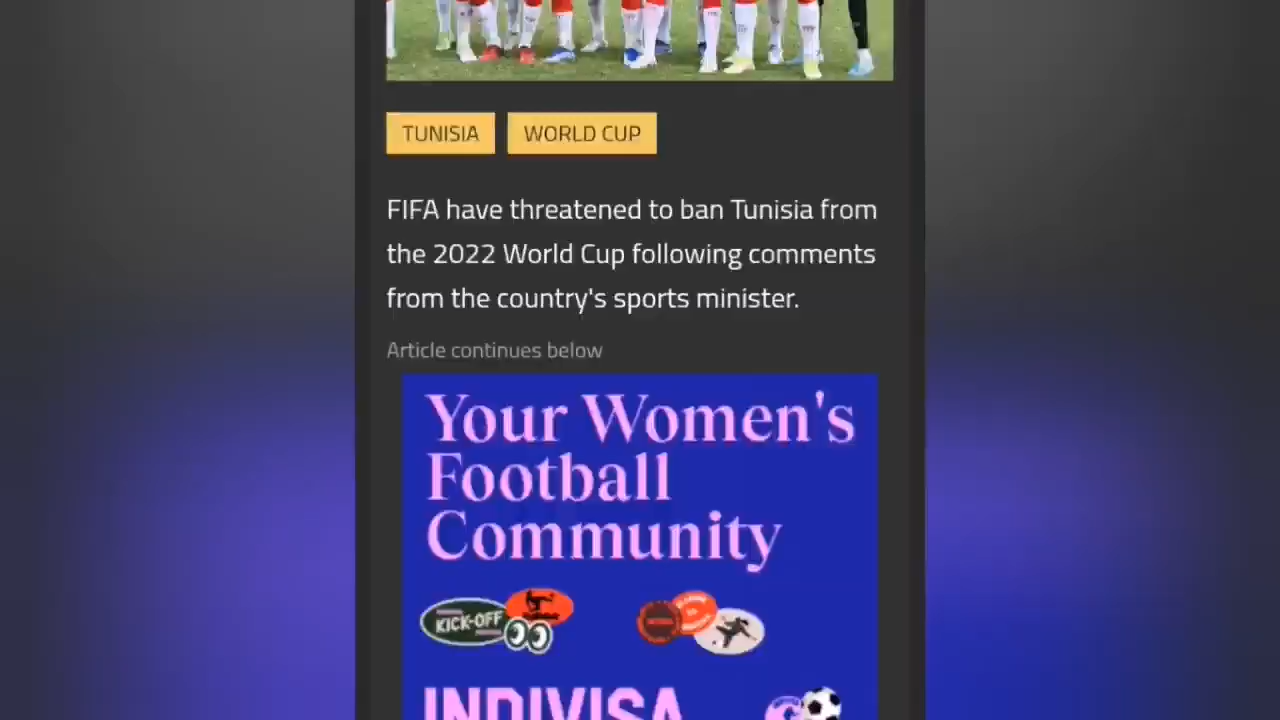 TUNISIA
WORLD CUP
FIFA have threatened to ban Tunisia from
the 2022 World Cup following comments
from the country's sports minister.
Article continues below
Your Women's
Football
Community
KICK-OFF
INDIVISA